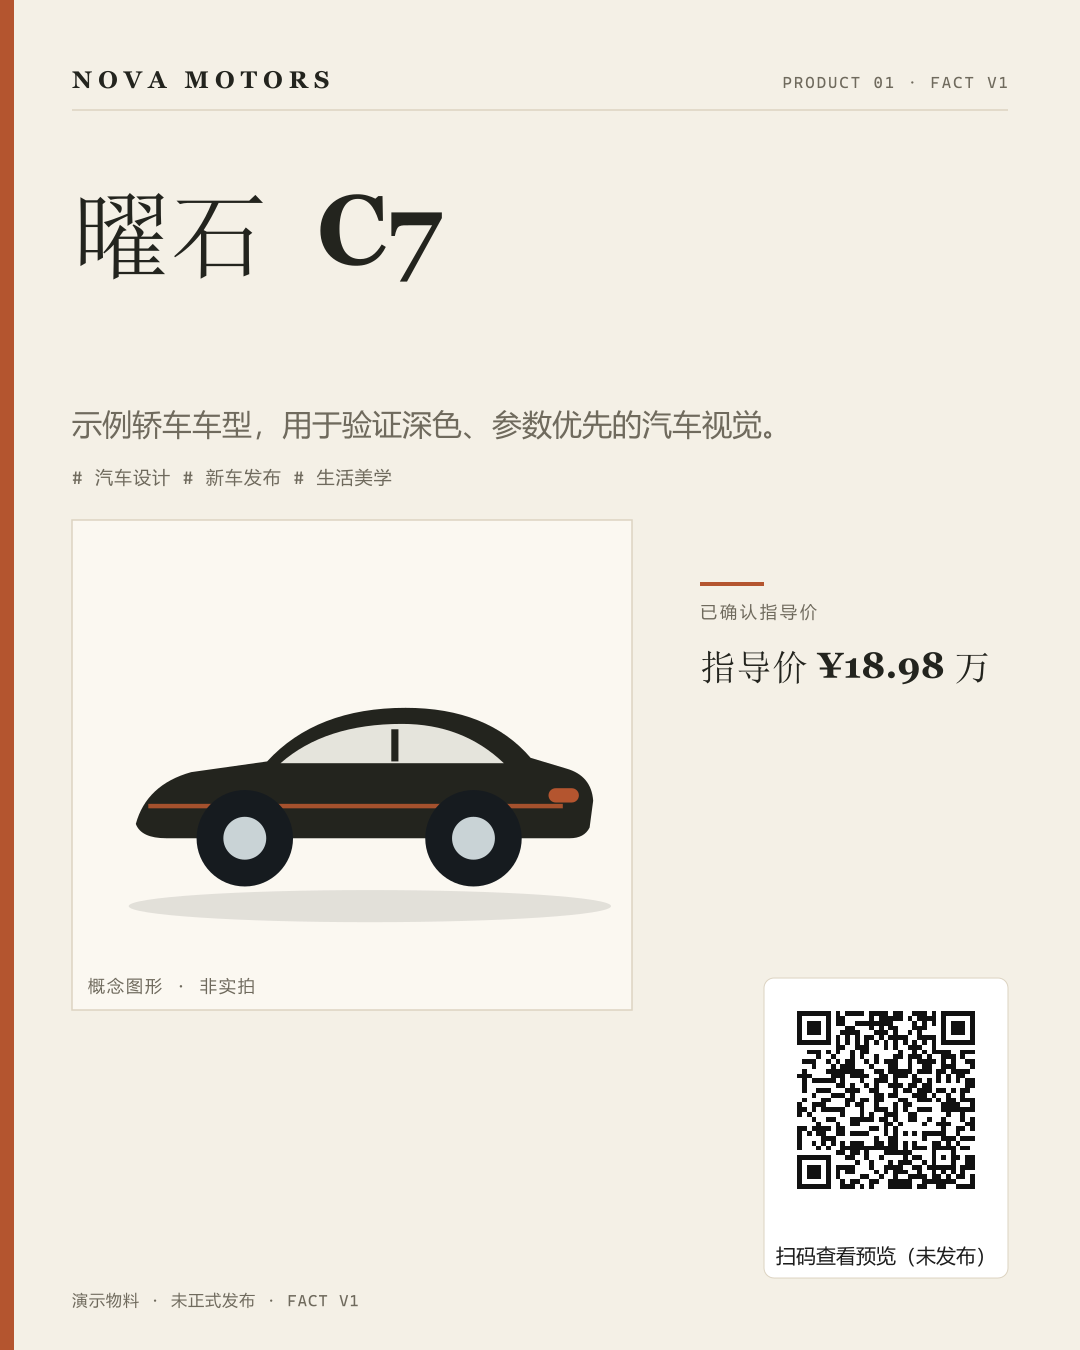 NOVA MOTORS
PRODUCT 01 · FACT V1
曜石 C7
示例轿车车型，用于验证深色、参数优先的汽车视觉。
# 汽车设计 # 新车发布 # 生活美学
已确认指导价
指导价 ¥18.98 万
概念图形 · 非实拍
扫码查看预览（未发布）
演示物料 · 未正式发布 · FACT V1